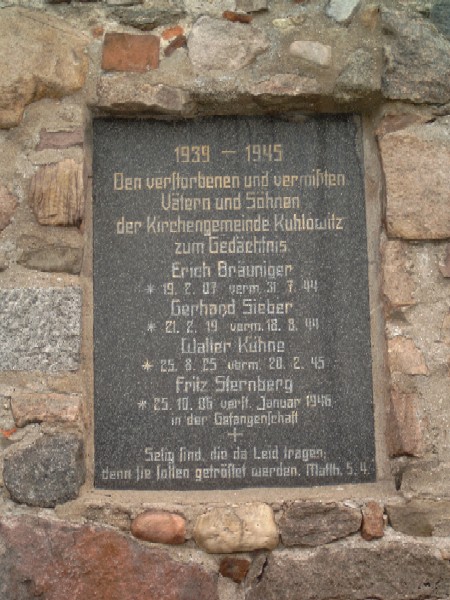 1939 — 1945
Den verstorbenen und vermißten
Vätern und Söhnen
der Kirchengemeinde Kuhlowitz
zum Gedächtnis
Erich Bräuniger
* 19. 2. 07 verm. 31. 7. 44
Gerhard Sieber
* 21. 2. 19 verm. 18. 8. 44
Walter Kühne
* 25. 8. 25 verm. 20. 2. 45
Fritz Sternberg
* 25. 10. 06 verst. Januar 1946
in der Gefangenschaft
+
Selig sind, die da Leid tragen;
denn sie sollen getröstet werden. Matth. 5,4.